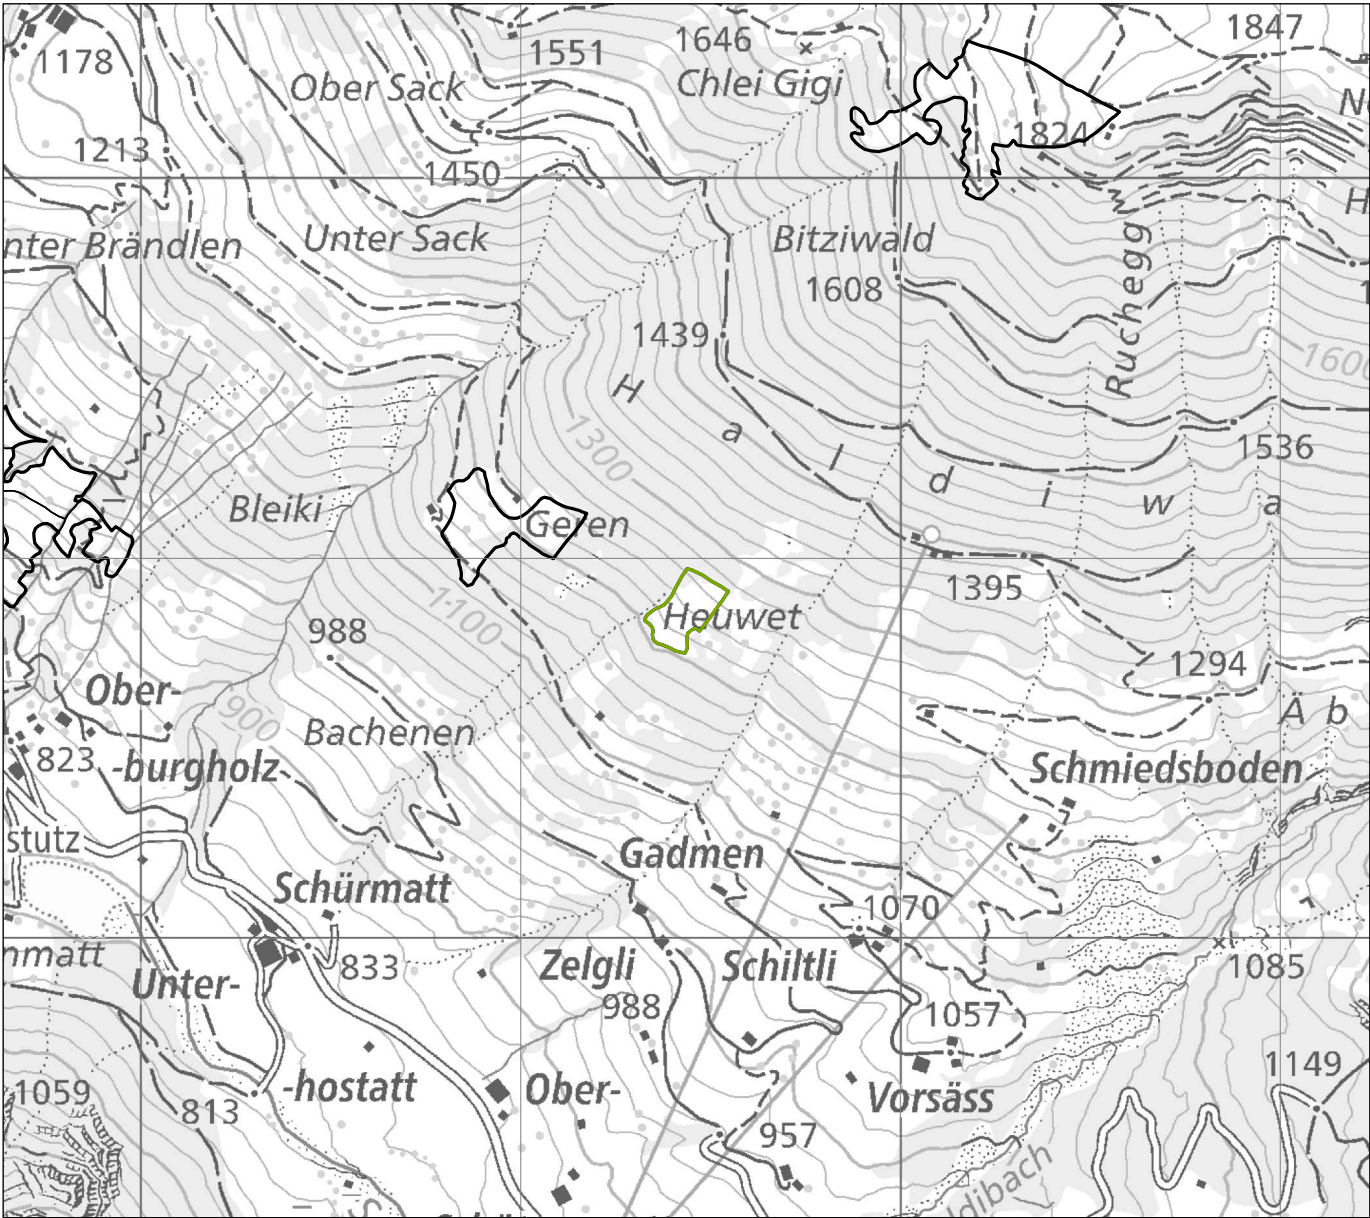 1178
1551
1646
1847
Ober Sack
Chlei Gigi
N
1213
1824
1450
H
nter Brändlen
Unter Sack
Bitziwald
1608
Ruchegg
1439
1600
H a l d i w a
1300
1536
Bleiki
Geren
1395
1100
Heuwet
988
1294
Ober-
900
Bachenen
Ä b
823
-burgholz
Schmiedsboden
stutz
Gadmen
Schürmatt
1070
nmatt
833
Zelgli
Schiltli
1085
Unter-
988
1057
1149
1059
-hostatt
Ober-
Vorsäss
813
957
dibach